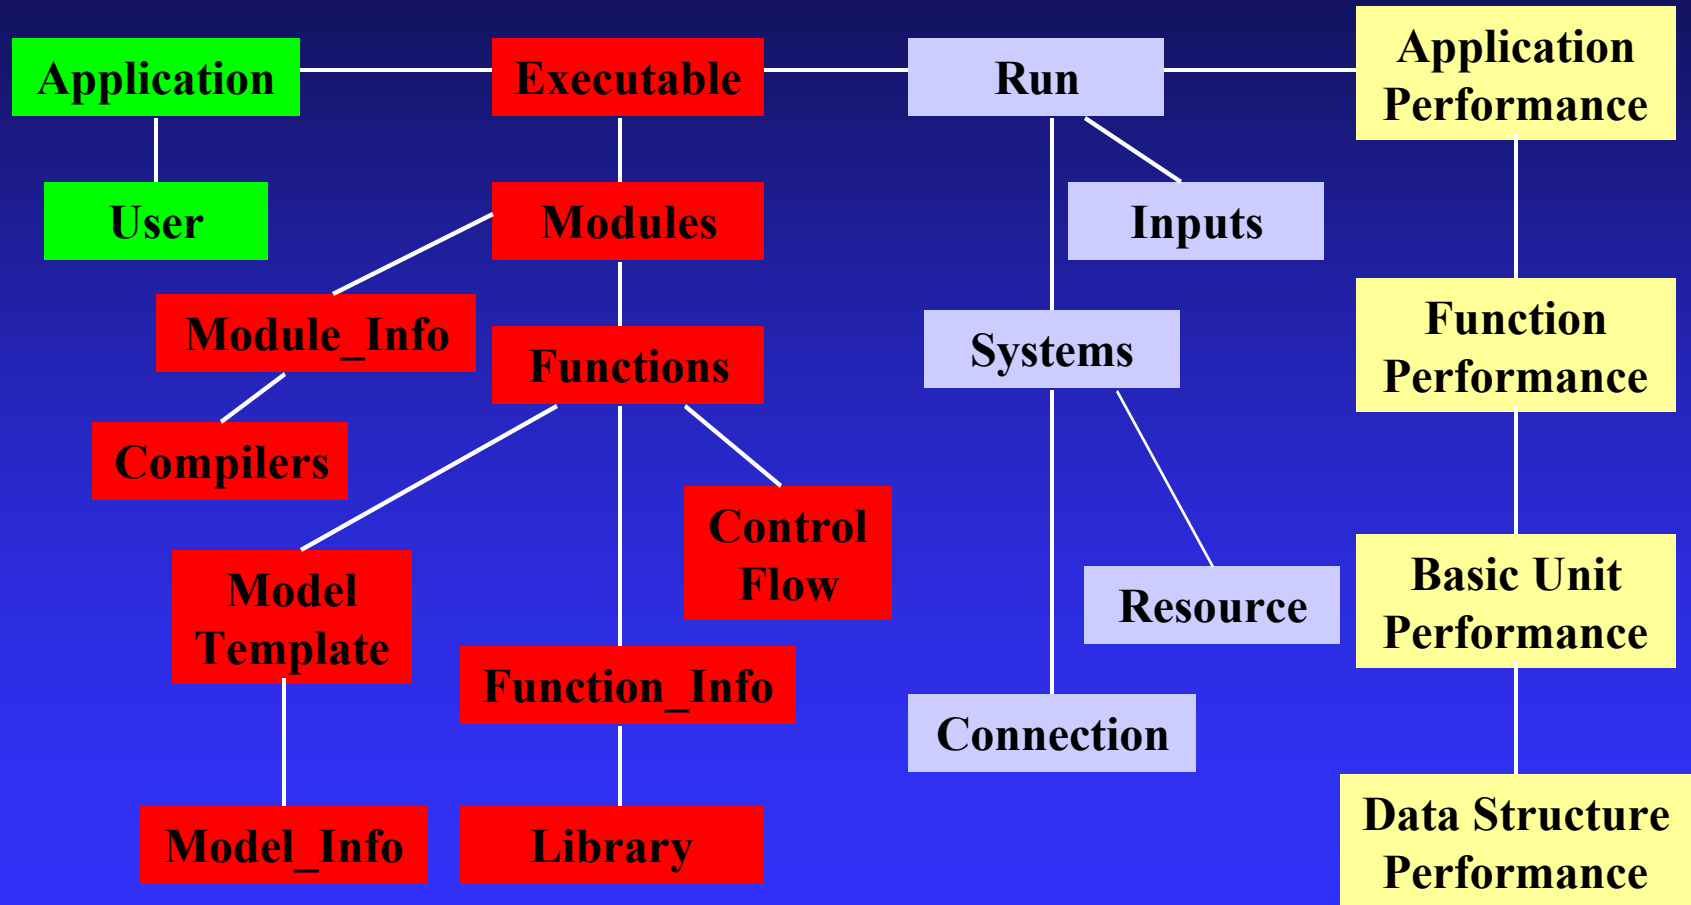 Application
Executable
Run
Application
Performance
User
Modules
Inputs
Module_Info
Functions
Systems
Function
Performance
Compilers
Control
Flow
Model
Template
Resource
Basic Unit
Performance
Function_Info
Connection
Model_Info
Library
Data Structure
Performance